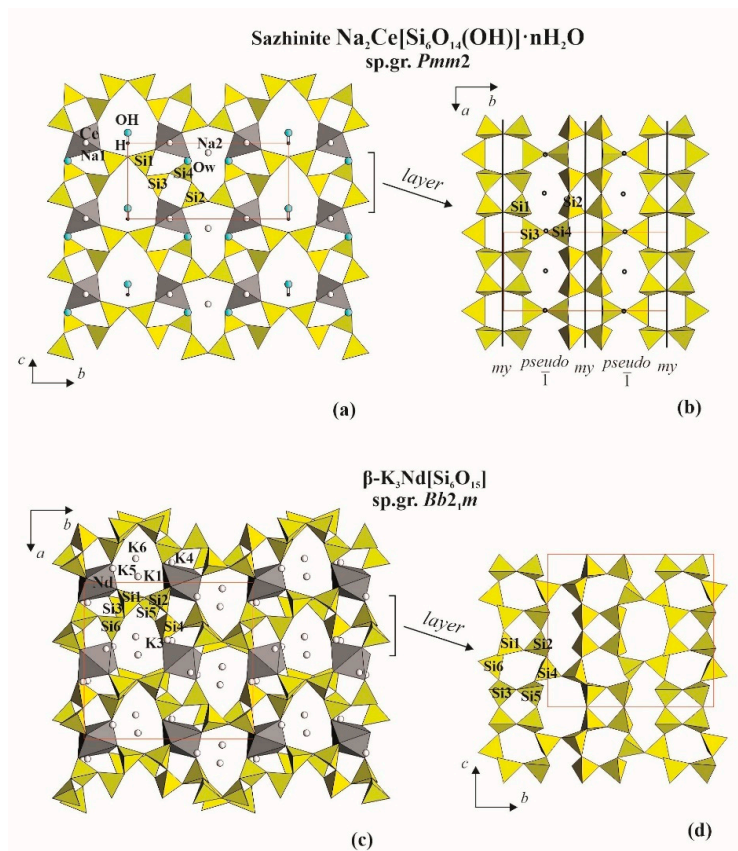 Sazhinite Na₂Ce[Si₆O₁₄(OH)]·nH₂O
sp.gr. Pmm2
OH
Ce
H
Na2
Na1
Si1
Si4
Ow
Si3
Si2
c
b
(a)
layer
b
a
Si1
Si2
Si3
Si4
my
pseudo
1̅
my
pseudo
1̅
my
(b)
β-K₃Nd[Si₆O₁₅]
sp.gr. Bb2₁m
b
a
K6
K4
K5
K1
Nd
Si1
Si2
Si3
Si5
Si6
Si4
K3
(c)
layer
Si1
Si2
Si6
Si4
Si3
Si5
c
b
(d)